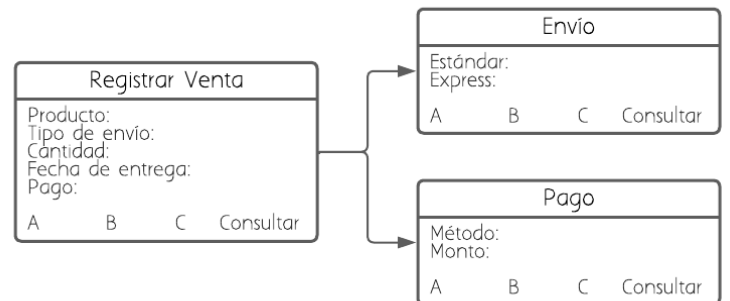 Registrar Venta
Producto:
Tipo de envío:
Cantidad:
Fecha de entrega:
Pago:
A B C Consultar
Envío
Estándar:
Express:
A B C Consultar
Pago
Método:
Monto:
A B C Consultar